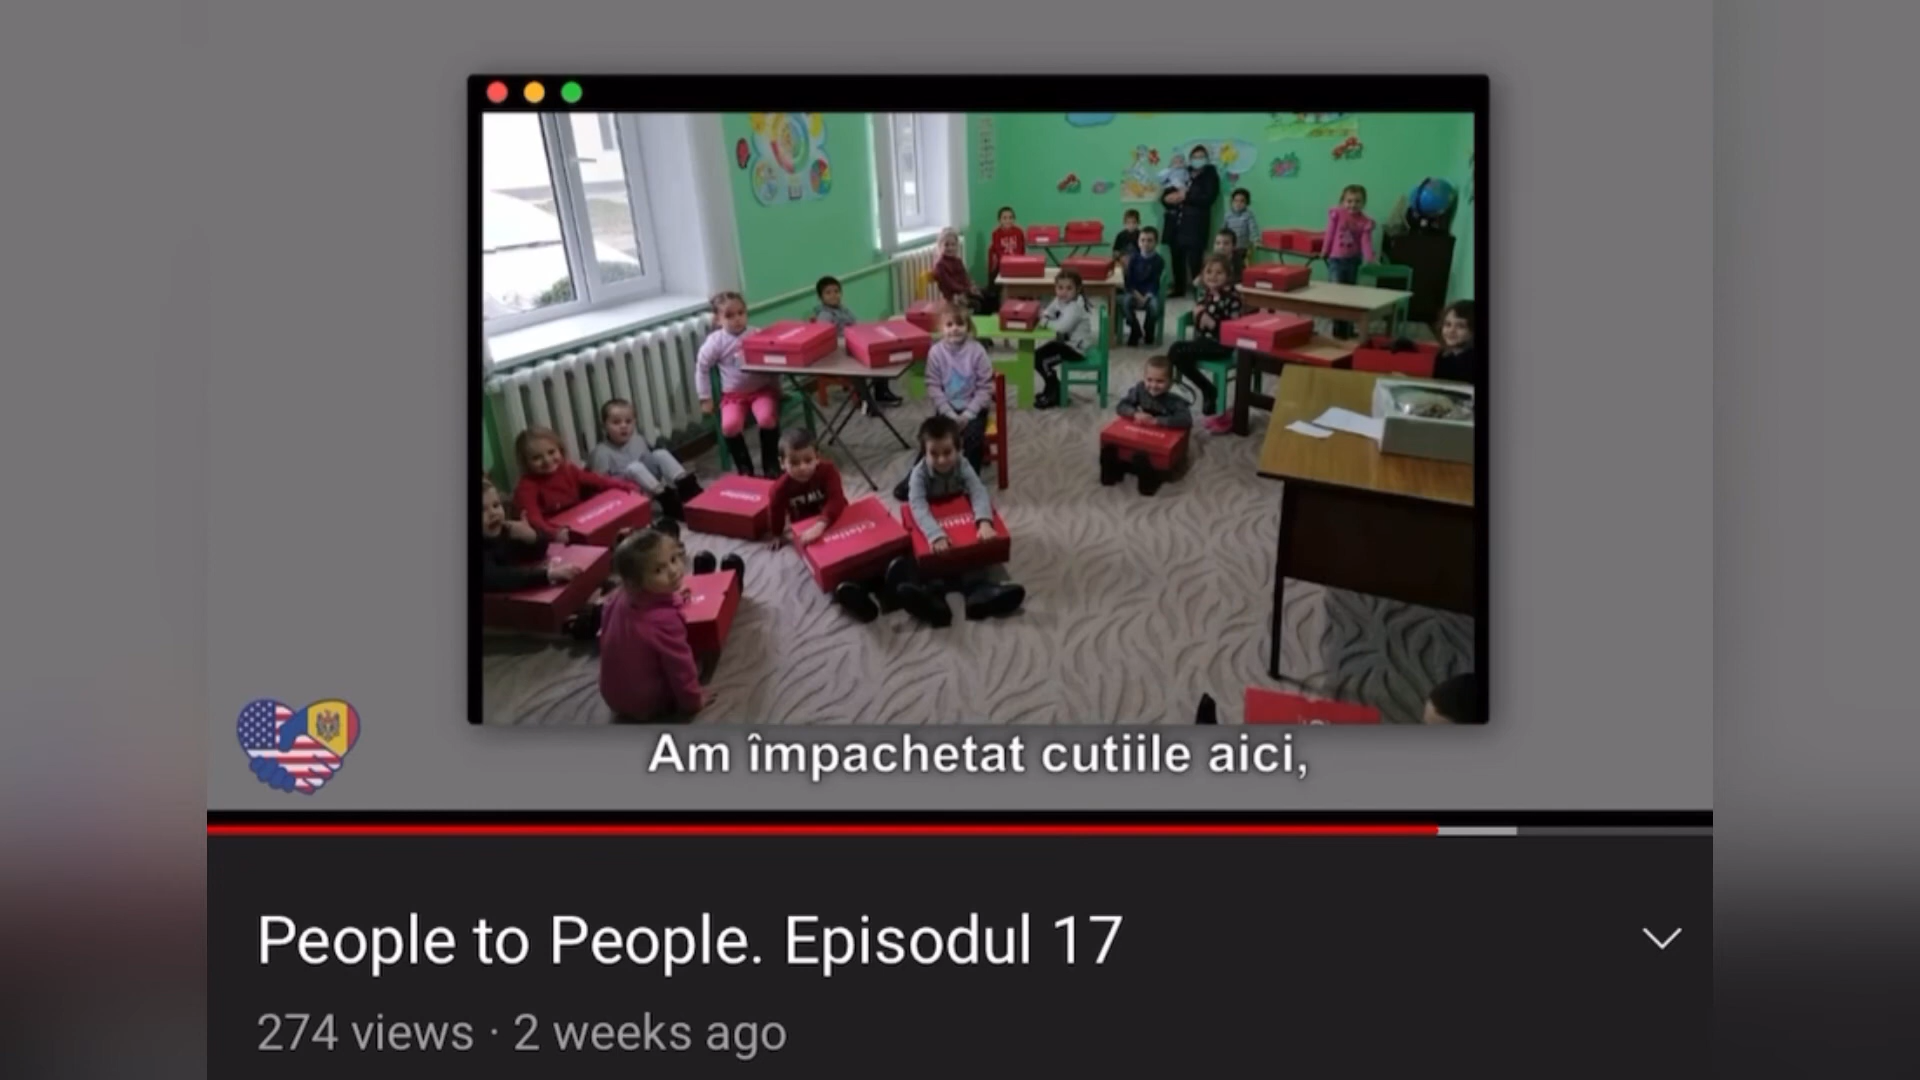 Am împachetat cutiile aici,
People to People. Episodul 17
274 views · 2 weeks ago